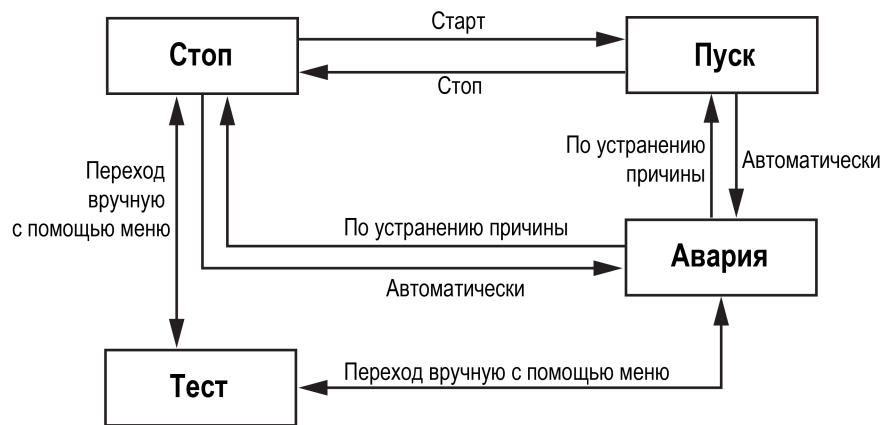 Старт
Стоп
Пуск
Стоп
По устранению
причины
Автоматически
Переход
вручную
с помощью меню
По устранению причины
Авария
Автоматически
Переход вручную с помощью меню
Тест